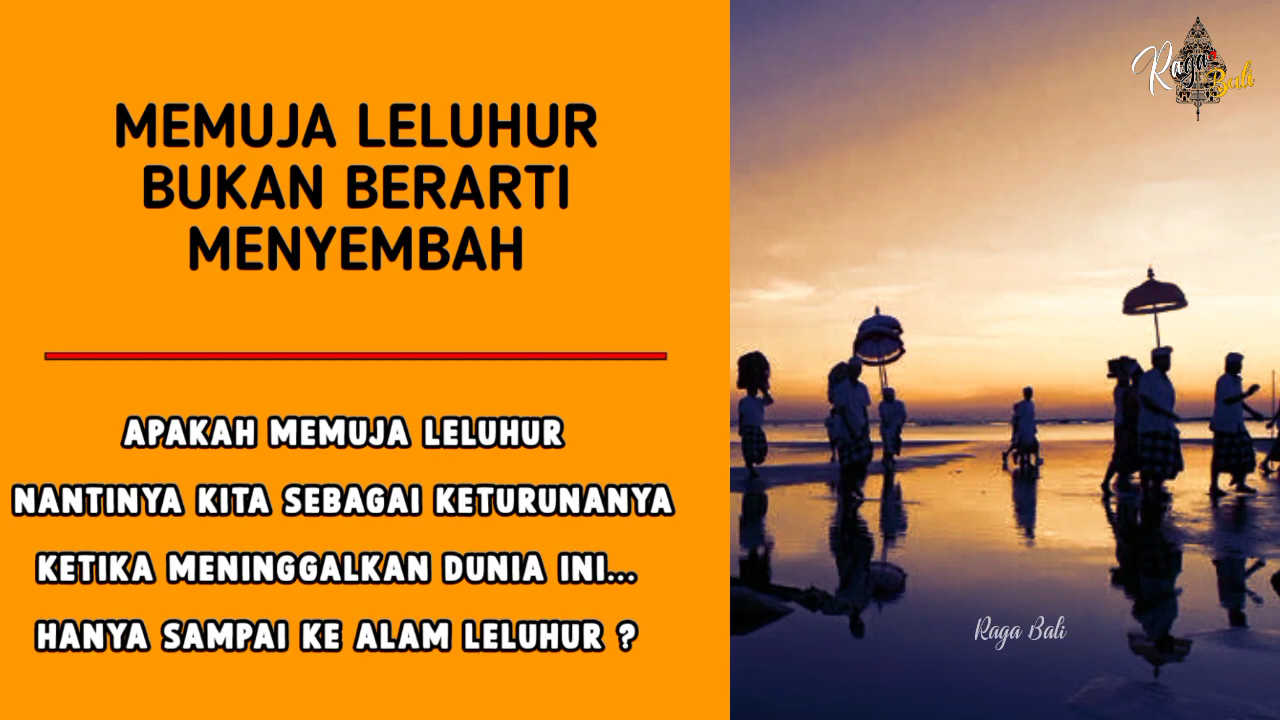 MEMUJA LELUHUR
BUKAN BERARTI
MENYEMBAH
APAKAH MEMUJA LELUHUR
NANTINYA KITA SEBAGAI KETURUNANYA
KETIKA MENINGGALKAN DUNIA INI...
HANYA SAMPAI KE ALAM LELUHUR ?
Raga Bali
Raga Bali